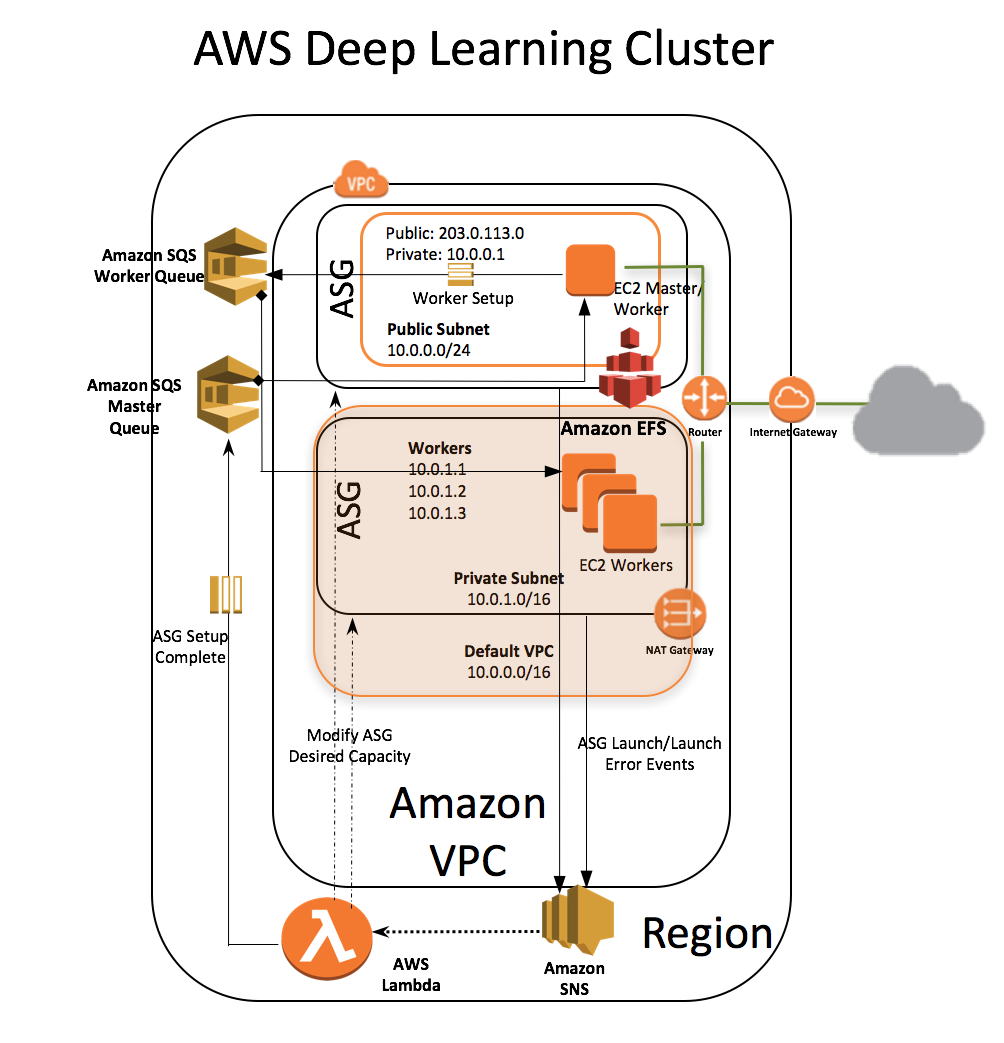 AWS Deep Learning Cluster
VPC
Public: 203.0.113.0
Private: 10.0.0.1
Amazon SQS
Worker Queue
ASG
Worker Setup
EC2 Master/
Worker
Public Subnet
10.0.0.0/24
Amazon SQS
Master
Queue
Amazon EFS
Router
Internet Gateway
Workers
10.0.1.1
10.0.1.2
10.0.1.3
ASG
EC2 Workers
Private Subnet
10.0.1.0/16
ASG Setup
Complete
NAT Gateway
Default VPC
10.0.0.0/16
Modify ASG
Desired Capacity
ASG Launch/Launch
Error Events
Amazon
VPC
Region
AWS
Lambda
Amazon
SNS